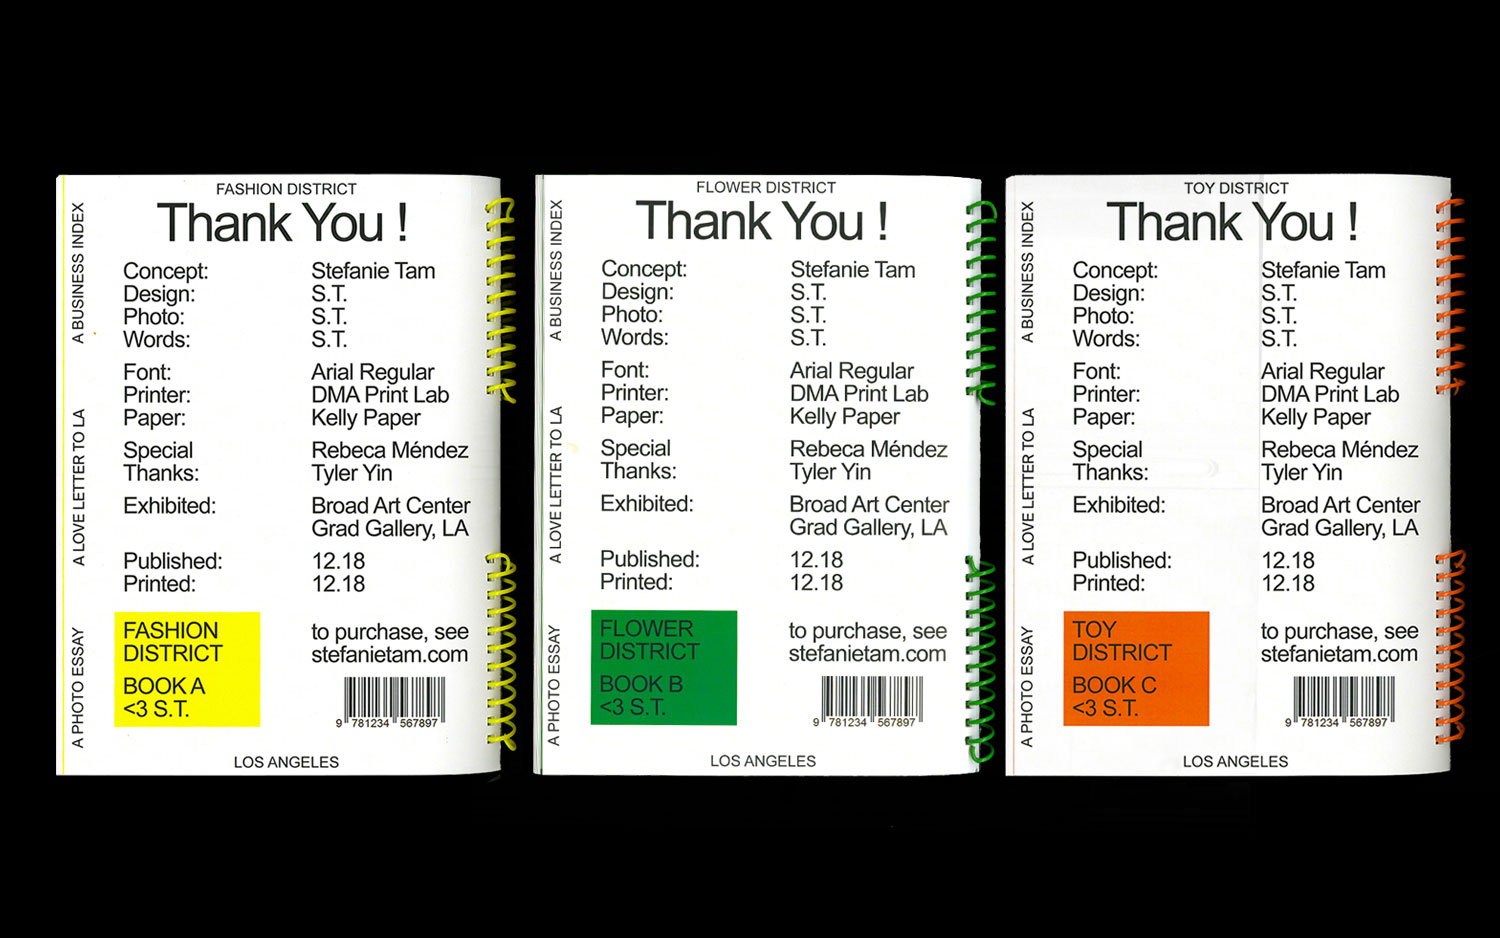 FASHION DISTRICT
Thank You !
A BUSINESS INDEX
A LOVE LETTER TO LA
A PHOTO ESSAY
Concept: Stefanie Tam
Design: S.T.
Photo: S.T.
Words: S.T.
Font: Arial Regular
Printer: DMA Print Lab
Paper: Kelly Paper
Special Rebeca Méndez
Thanks: Tyler Yin
Exhibited: Broad Art Center
Grad Gallery, LA
Published: 12.18
Printed: 12.18
FASHION
DISTRICT
BOOK A
<3 S.T.
to purchase, see
stefanietam.com
9 781234 567897
LOS ANGELES
FLOWER DISTRICT
Thank You !
A BUSINESS INDEX
A LOVE LETTER TO LA
A PHOTO ESSAY
Concept: Stefanie Tam
Design: S.T.
Photo: S.T.
Words: S.T.
Font: Arial Regular
Printer: DMA Print Lab
Paper: Kelly Paper
Special Rebeca Méndez
Thanks: Tyler Yin
Exhibited: Broad Art Center
Grad Gallery, LA
Published: 12.18
Printed: 12.18
FLOWER
DISTRICT
BOOK B
<3 S.T.
to purchase, see
stefanietam.com
9 781234 567897
LOS ANGELES
TOY DISTRICT
Thank You !
A BUSINESS INDEX
A LOVE LETTER TO LA
A PHOTO ESSAY
Concept: Stefanie Tam
Design: S.T.
Photo: S.T.
Words: S.T.
Font: Arial Regular
Printer: DMA Print Lab
Paper: Kelly Paper
Special Rebeca Méndez
Thanks: Tyler Yin
Exhibited: Broad Art Center
Grad Gallery, LA
Published: 12.18
Printed: 12.18
TOY
DISTRICT
BOOK C
<3 S.T.
to purchase, see
stefanietam.com
9 781234 567897
LOS ANGELES